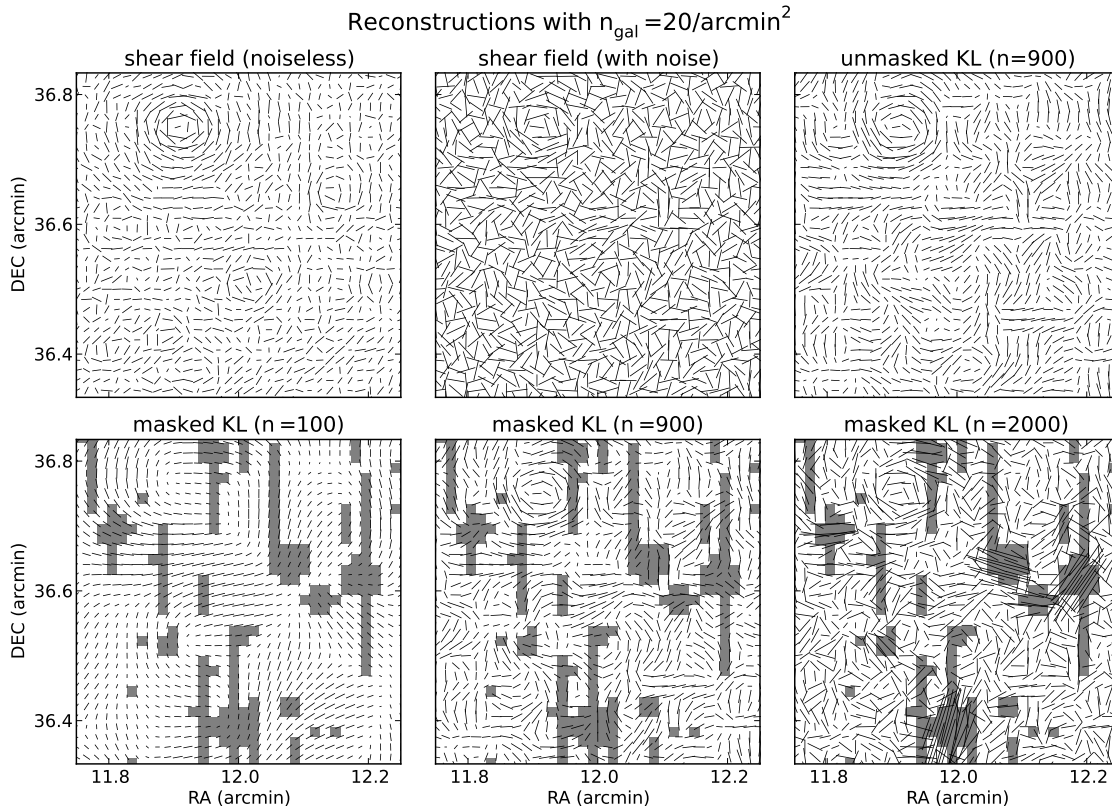 Reconstructions with n_gal =20/arcmin²
shear field (noiseless)
shear field (with noise)
unmasked KL (n=900)
36.8
36.6
36.4
DEC (arcmin)
masked KL (n =100)
masked KL (n =900)
masked KL (n =2000)
36.8
36.6
36.4
DEC (arcmin)
11.8 12.0 12.2
11.8 12.0 12.2
11.8 12.0 12.2
RA (arcmin)
RA (arcmin)
RA (arcmin)